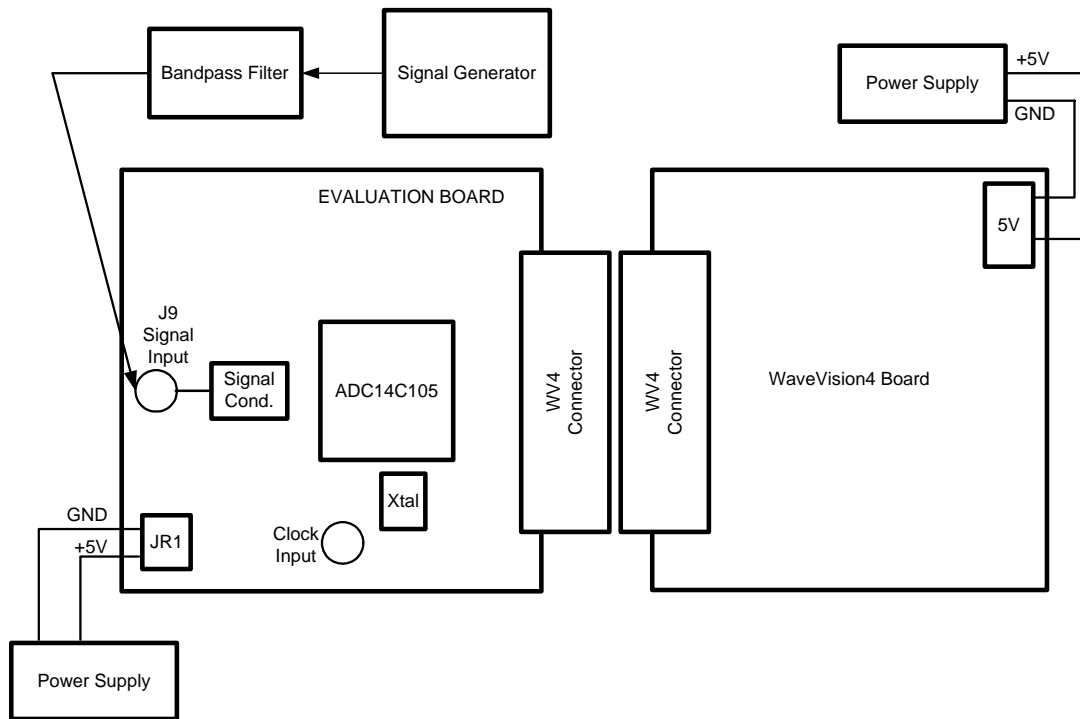 Bandpass Filter
Signal Generator
Power Supply
+5V
GND
EVALUATION BOARD
5V
J9
Signal
Input
Signal
Cond.
ADC14C105
WV4
Connector
WV4
Connector
WaveVision4 Board
Xtal
GND
+5V
JR1
Clock
Input
Power Supply